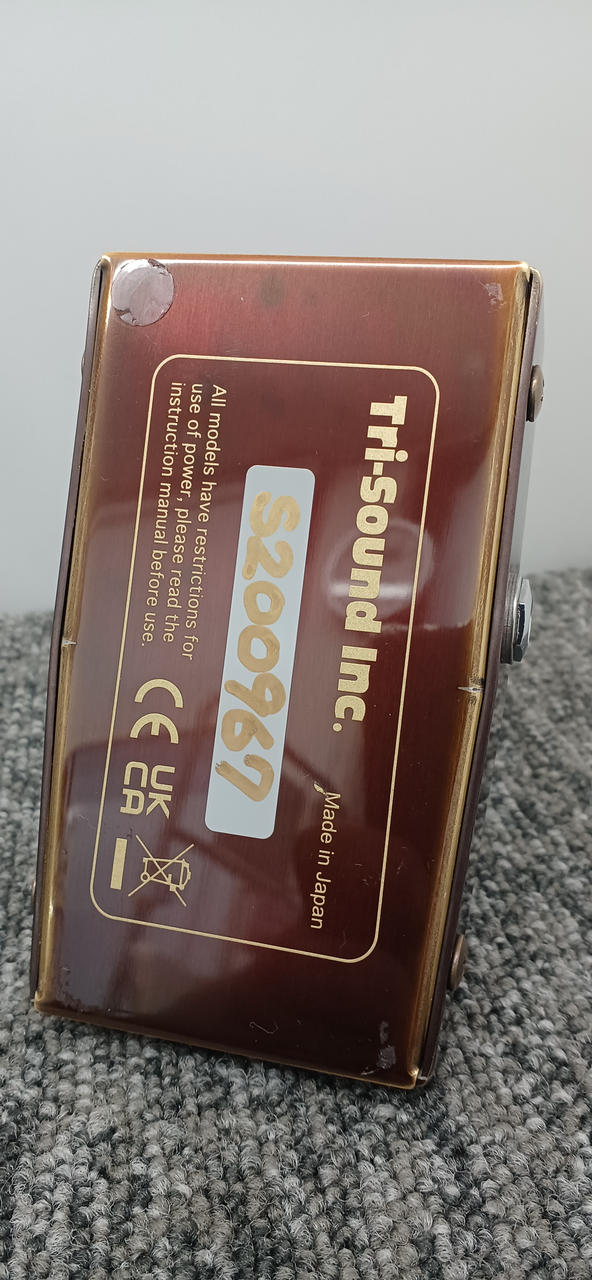 Tri-Sound Inc.
Made in Japan
S200967
All models have restrictions for
use of power, please read the
instruction manual before use.
CE
UK
CA